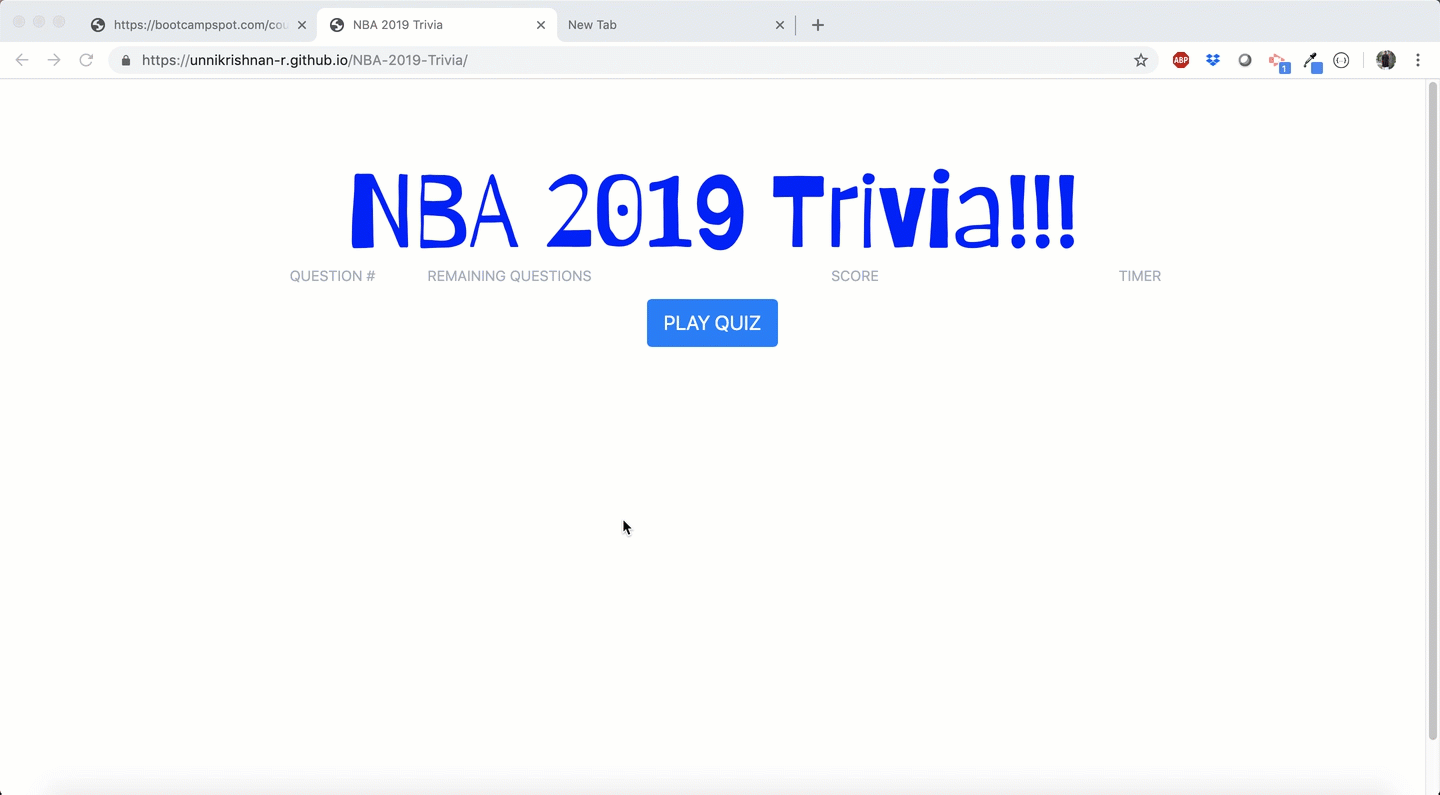 https://bootcampspot.com/cou
NBA 2019 Trivia
New Tab
https://unnikrishnan-r.github.io/NBA-2019-Trivia/
ABP
1
NBA 2019 Trivia!!!
QUESTION # REMAINING QUESTIONS SCORE TIMER
PLAY QUIZ